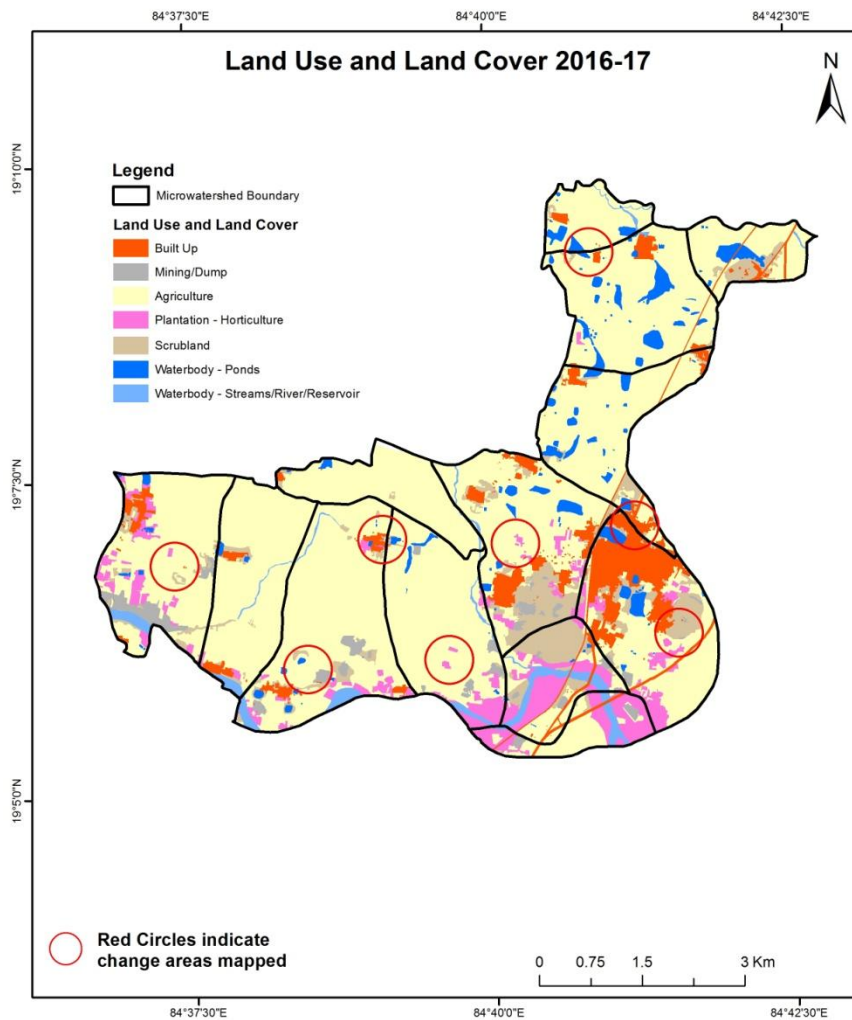 84°37'30"E 84°40'0"E 84°42'30"E
Land Use and Land Cover 2016-17
N
19°10'0"N
Legend
Microwatershed Boundary
Land Use and Land Cover
Built Up
Mining/Dump
Agriculture
Plantation - Horticulture
Scrubland
Waterbody - Ponds
Waterbody - Streams/River/Reservoir
19°7'30"N
19°5'0"N
Red Circles indicate
change areas mapped
0 0.75 1.5 3 Km
84°37'30"E 84°40'0"E 84°42'30"E